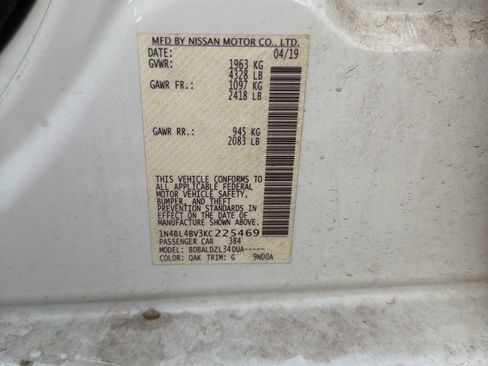 MFD BY NISSAN MOTOR CO., LTD.
DATE: 04/19
GVWR: 1963 KG
4328 LB
GAWR FR.: 1097 KG
2418 LB
GAWR RR.: 945 KG
2083 LB
THIS VEHICLE CONFORMS TO
ALL APPLICABLE FEDERAL
MOTOR VEHICLE SAFETY,
BUMPER, AND THEFT
PREVENTION STANDARDS
IN EFFECT ON THE DATE OF
MANUFACTURE SHOWN ABOVE.
1N4BL4BV3KC225469
PASSENGER CAR 384
MODEL: BDBALDZL34DUA-----
COLOR: QAK TRIM: G 9N00A